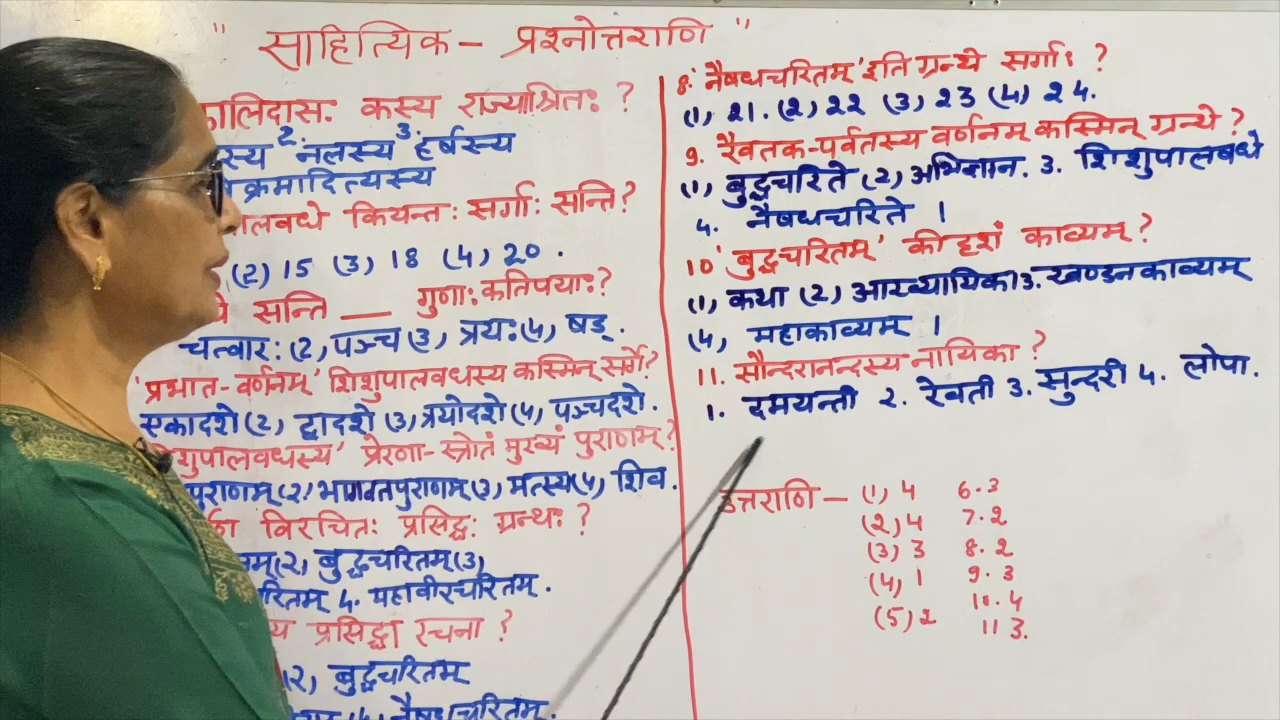 " साहित्यिक - प्रश्नोत्तराणि "
कालिदासः कस्य राज्याश्रितः ?
स्य 2. नलस्य 3. हर्षस्य
क्रमादित्यस्य
लवधे कियन्तः सर्गाः सन्ति?
(2) 15 (3) 18 (4) 20 .
सन्ति __ गुणाः कतिपयाः?
चत्वारः (2, पञ्च (3, त्रयः (4, षड् .
'प्रभात - वर्णनम्' शिशुपालवधस्य कस्मिन् सर्गे?
एकादशे (2, द्वादशे (3, त्रयोदशे (4, पञ्चदशे .
शुपालवधस्य' प्रेरणा - स्त्रोतं मुख्यं पुराणम् ?
पुराणम् (2, भागवतपुराणम् (3, मत्स्य (4, शिव .
विरचितः प्रसिद्धः ग्रन्थः ?
तम् (2, बुद्धचरितम् (3,
रितम् 4. महावीरचरितम् .
य प्रसिद्धा रचना ?
(2, बुद्धचरितम्
(4, नैषधचरितम् .
8. 'नैषधचरितम्' इति ग्रन्थे सर्गाः ?
(1, 21. (2) 22 (3) 23 (4) 24.
9. रैवतक - पर्वतस्य वर्णनम् कस्मिन् ग्रन्थे ?
(1, बुद्धचरिते (2) अभिज्ञान . 3. शिशुपालवधे
4. नैषधचरिते ।
10 'बुद्धचरितम्' कीदृशं काव्यम् ?
(1, कथा (2) आख्यायिका 3. खण्डनकाव्यम्
(4, महाकाव्यम् ।
11. सौन्दरानन्दस्य नायिका ?
1. दमयन्ती २. रेवती 3. सुन्दरी 4. लोपा .
उत्तराणि — (1, 4 6. 3
(2) 4 7. 2
(3) 3 8. 2
(4, 1 9. 3
(5) 2 10. 4
11 3.